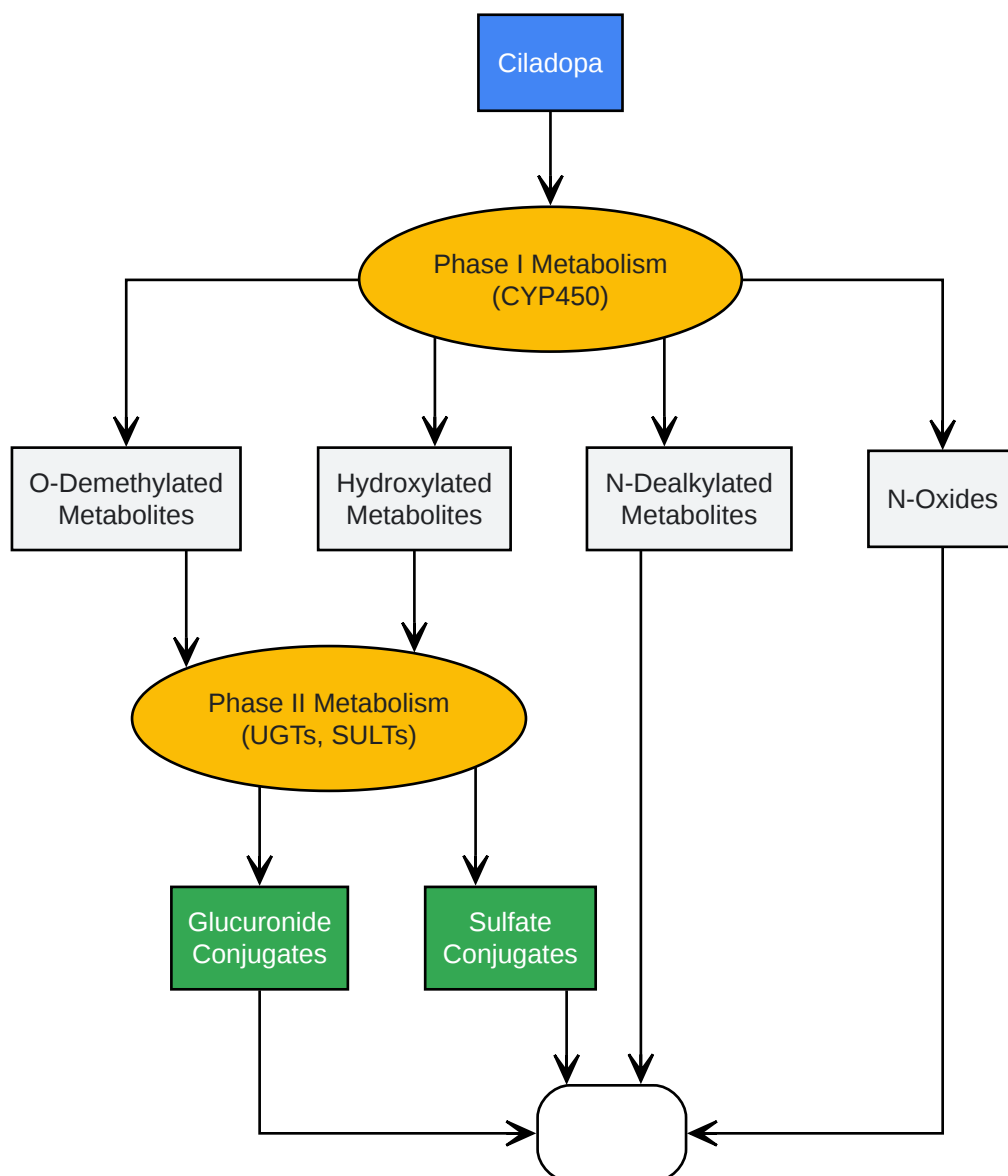 Ciladopa
Phase I Metabolism
(CYP450)
O-Demethylated
Metabolites
Hydroxylated
Metabolites
N-Dealkylated
Metabolites
N-Oxides
Phase II Metabolism
(UGTs, SULTs)
Glucuronide
Conjugates
Sulfate
Conjugates